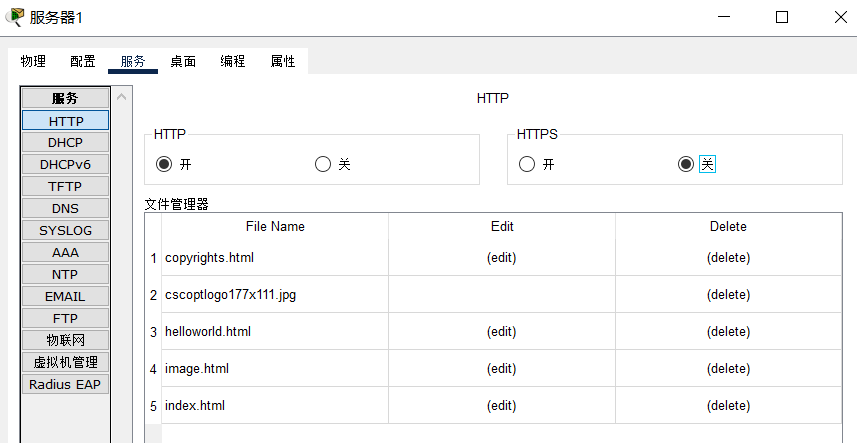 服务器1
物理 配置 服务 桌面 编程 属性
服务
HTTP
DHCP
DHCPv6
TFTP
DNS
SYSLOG
AAA
NTP
EMAIL
FTP
物联网
虚拟机管理
Radius EAP
HTTP
HTTP
开 关
HTTPS
开 关
文件管理器
File Name Edit Delete
1 copyrights.html (edit) (delete)
2 cscoptlogo177x111.jpg (delete)
3 helloworld.html (edit) (delete)
4 image.html (edit) (delete)
5 index.html (edit) (delete)